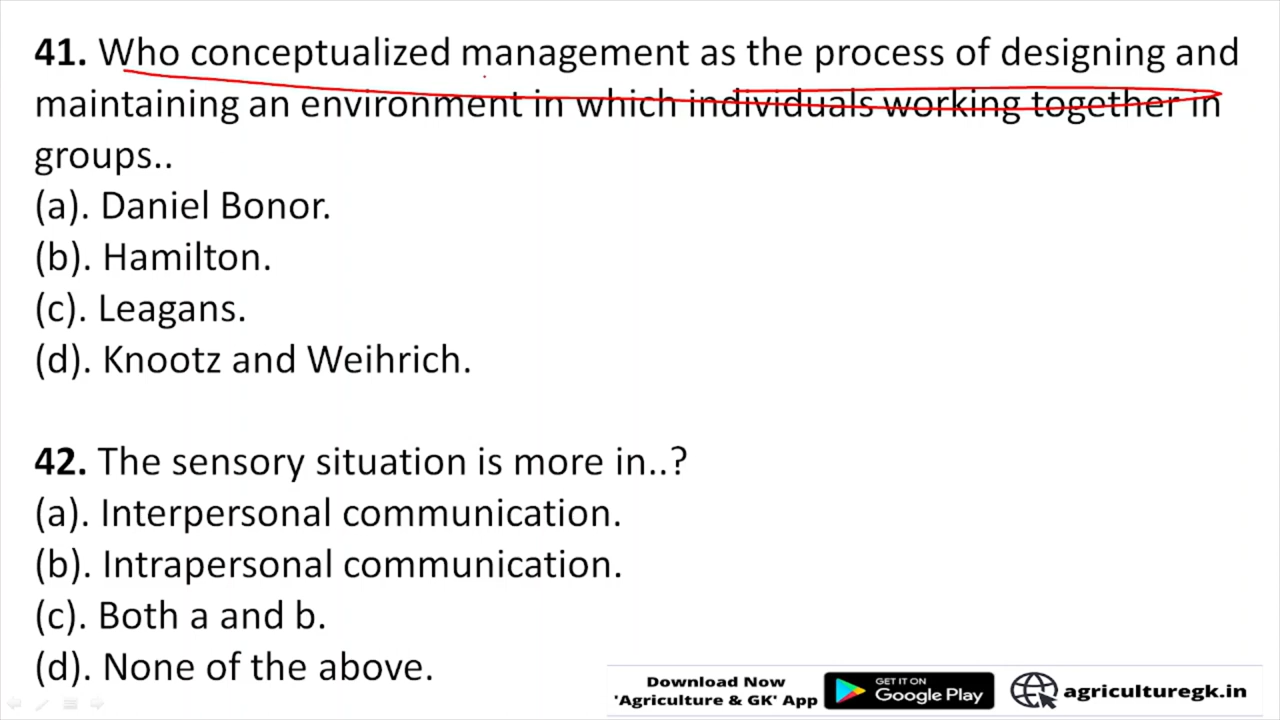 41. Who conceptualized management as the process of designing and
maintaining an environment in which individuals working together in
groups..
(a). Daniel Bonor.
(b). Hamilton.
(c). Leagans.
(d). Knootz and Weihrich.
42. The sensory situation is more in..?
(a). Interpersonal communication.
(b). Intrapersonal communication.
(c). Both a and b.
(d). None of the above.
Download Now
'Agriculture & GK' App
GET IT ON
Google Play
agriculturegk.in